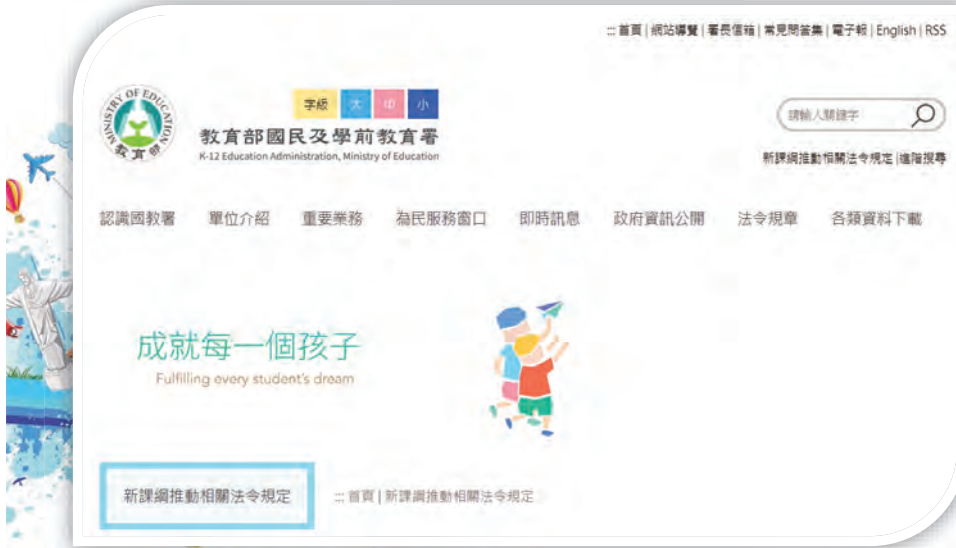 ::: 首頁 | 網站導覽 | 署長信箱 | 常見問答集 | 電子報 | English | RSS
MINISTRY OF EDUCATION
教育部
字級 大 中 小
教育部國民及學前教育署
K-12 Education Administration, Ministry of Education
請輸入關鍵字
新課綱推動相關法令規定 | 進階搜尋
認識國教署 單位介紹 重要業務 為民服務窗口 即時訊息 政府資訊公開 法令規章 各類資料下載
成就每一個孩子
Fulfilling every student's dream
新課綱推動相關法令規定 ::: 首頁 | 新課綱推動相關法令規定